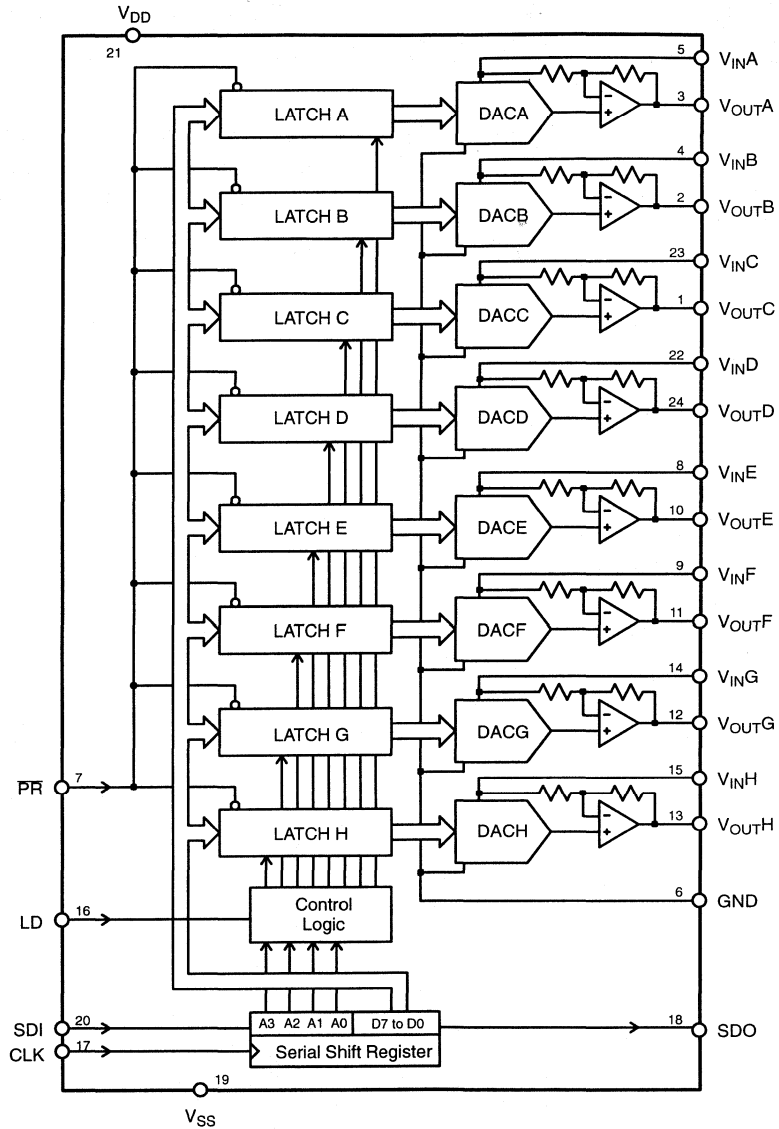 VDD
21
5 VINA
LATCH A
DACA
3 VOUTA
4 VINB
LATCH B
DACB
2 VOUTB
23 VINC
LATCH C
DACC
1 VOUTC
22 VIND
LATCH D
DACD
24 VOUTD
8 VINE
LATCH E
DACE
10 VOUTE
9 VINF
LATCH F
DACF
11 VOUTF
14 VING
LATCH G
DACG
12 VOUTG
PR 7
15 VINH
LATCH H
DACH
13 VOUTH
6 GND
LD 16
Control
Logic
A3 A2 A1 A0 D7 to D0
SDI 20
18 SDO
CLK 17
Serial Shift Register
19
VSS